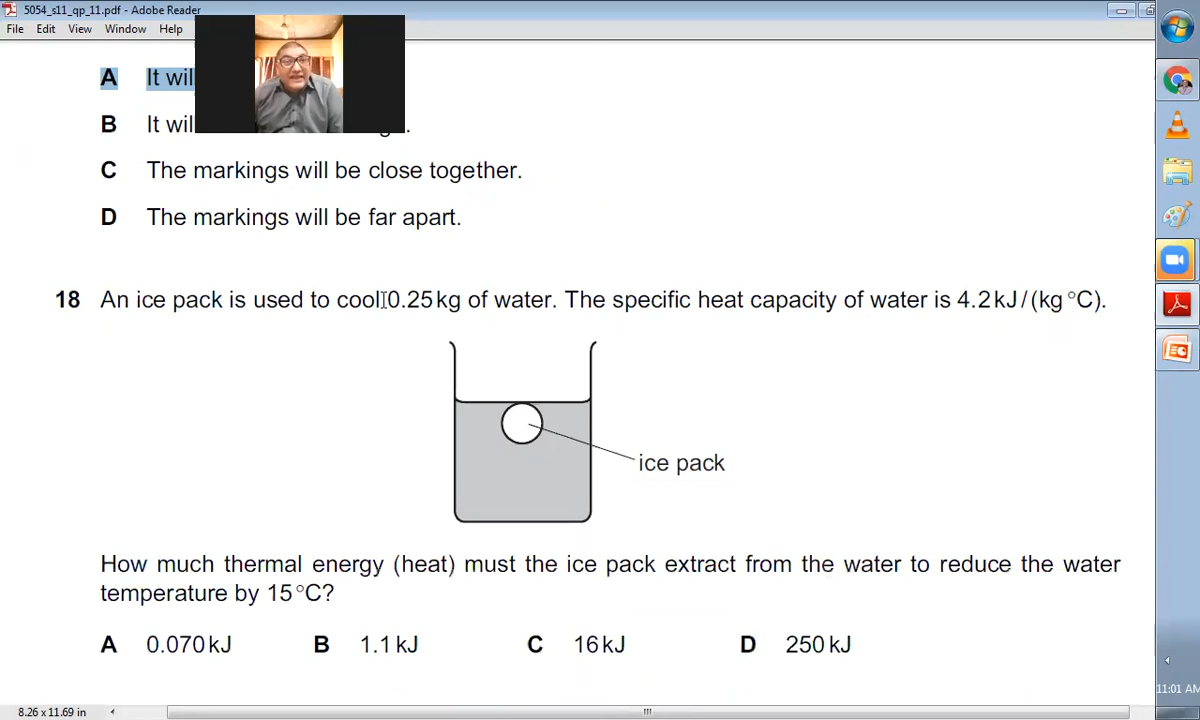 5054_s11_qp_11.pdf - Adobe Reader
File Edit View Window Help
A It wil
B It wil
C The markings will be close together.
D The markings will be far apart.
18 An ice pack is used to cool 0.25 kg of water. The specific heat capacity of water is 4.2 kJ / (kg °C).
ice pack
How much thermal energy (heat) must the ice pack extract from the water to reduce the water
temperature by 15 °C?
A 0.070 kJ B 1.1 kJ C 16 kJ D 250 kJ
11:01 AM
8.26 x 11.69 in